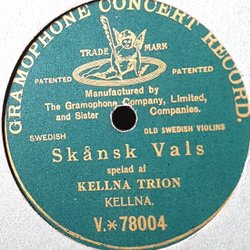 GRAMOPHONE CONCERT RECORD
TRADE MARK
PATENTED PATENTED
Manufactured by
The Gramophone Company, Limited,
and Sister Companies.
SWEDISH OLD SWEDISH VIOLINS
Skånsk Vals
spelad af
KELLNA TRION
KELLNA.
V.*78004